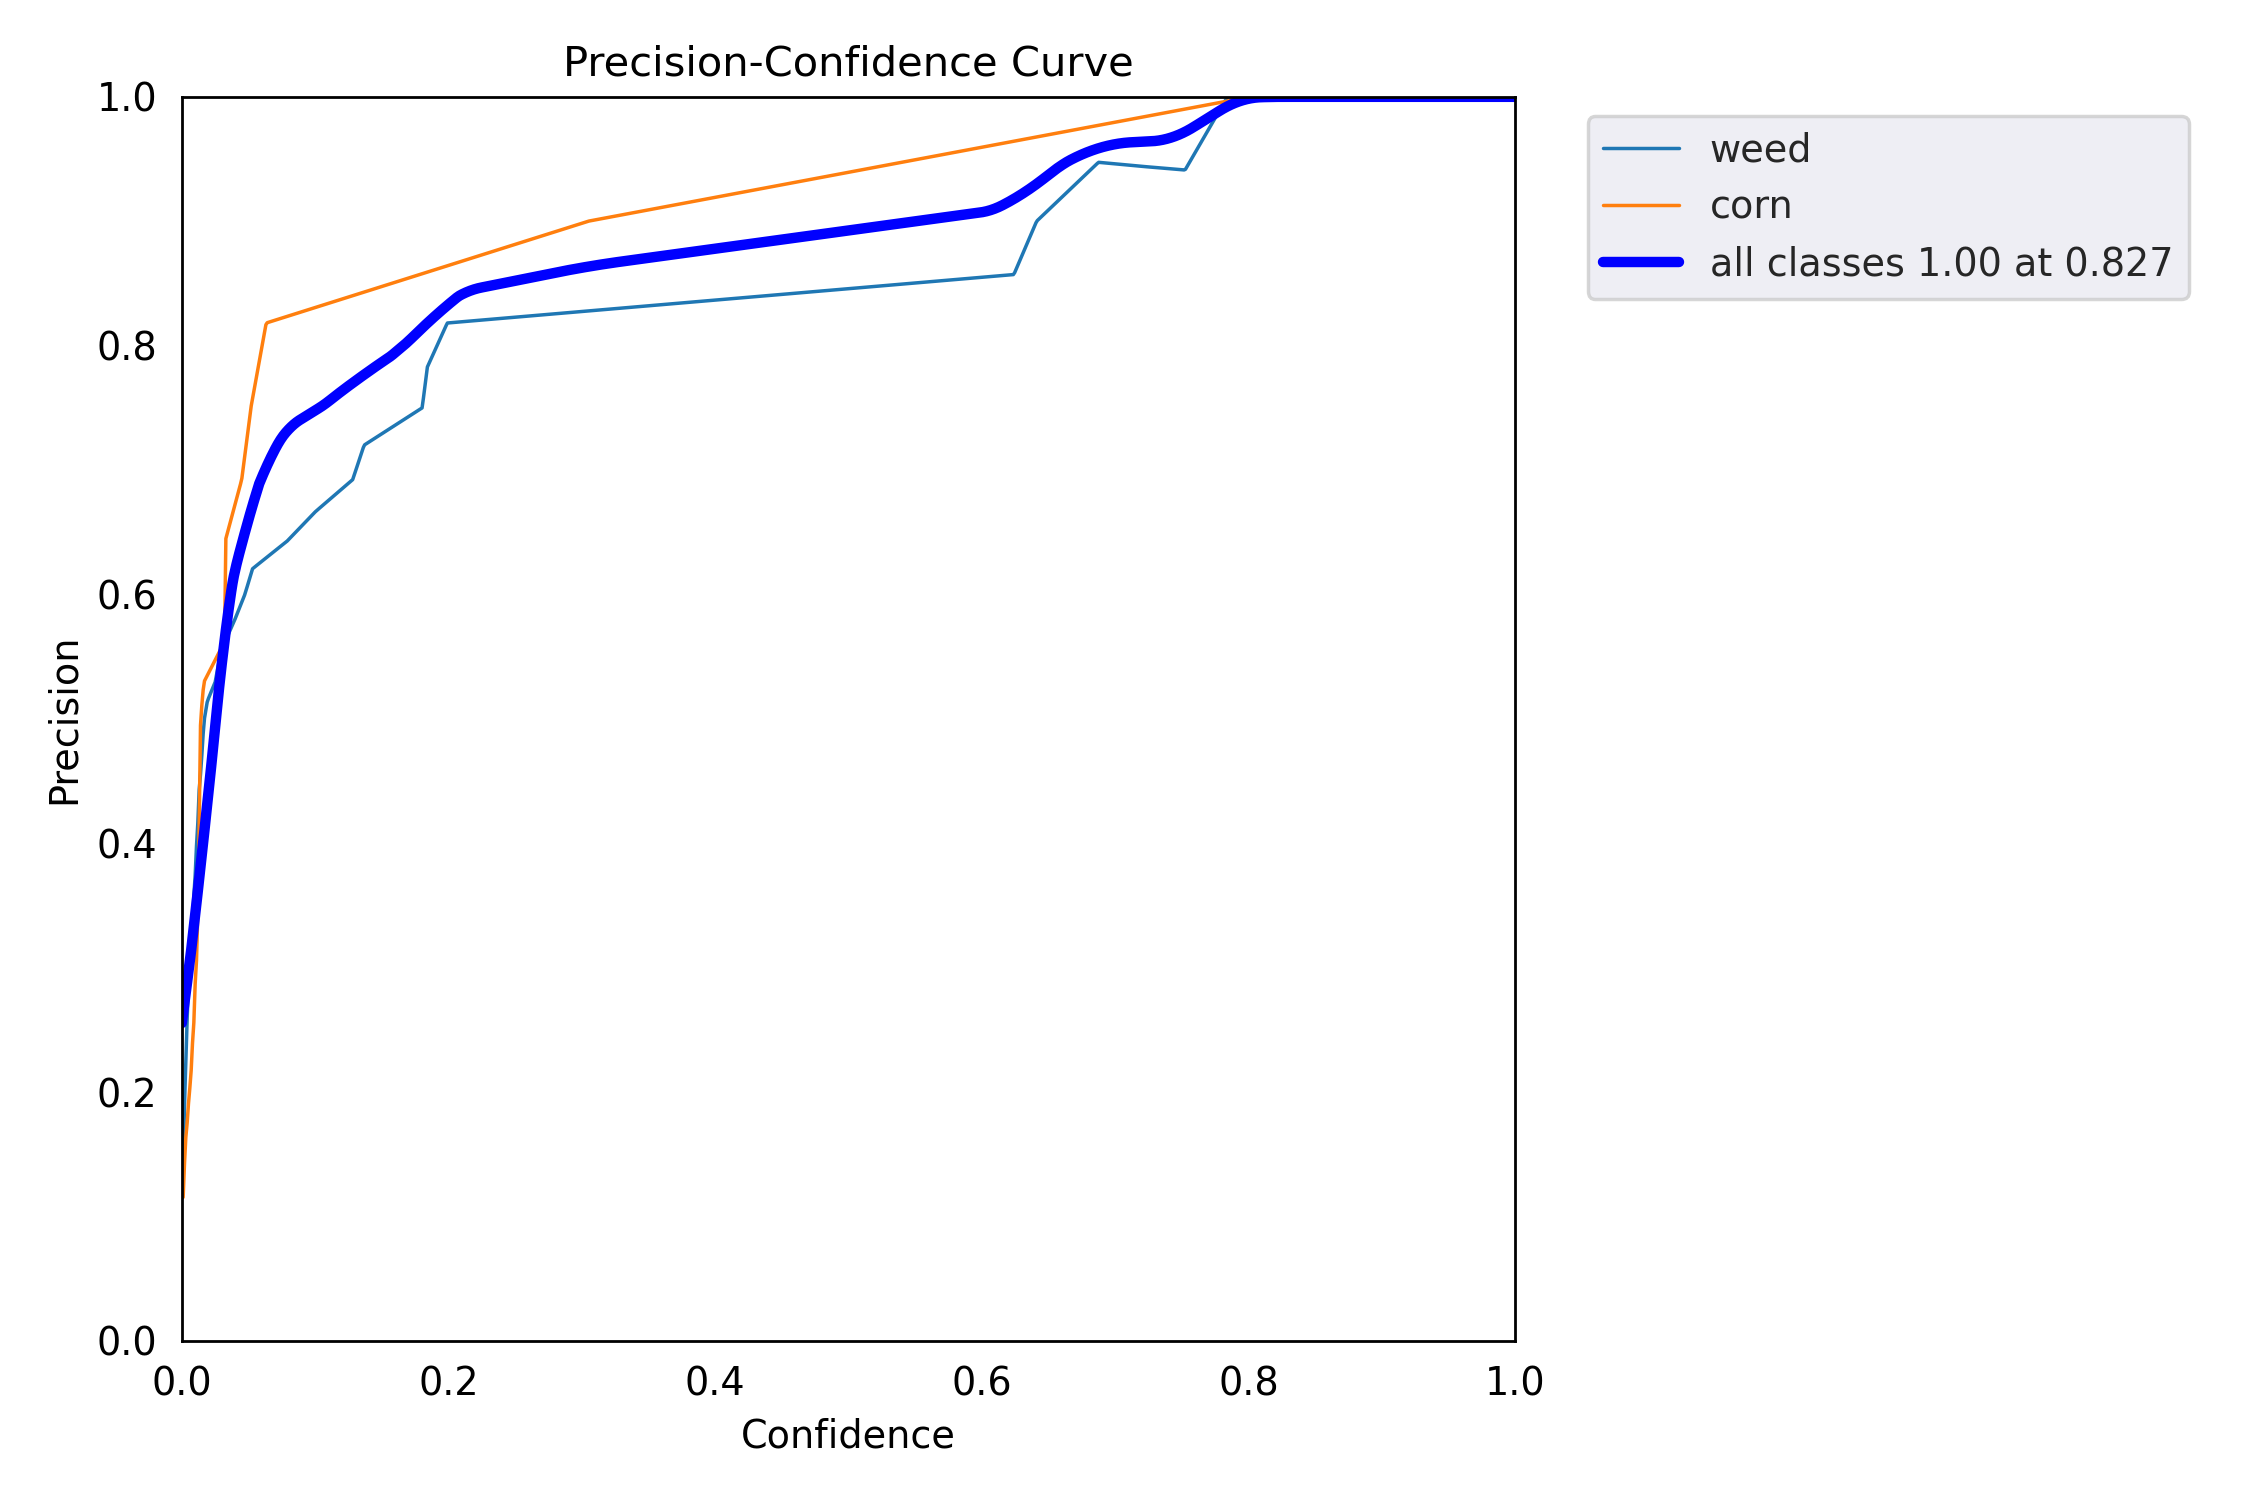 Precision-Confidence Curve
1.0
0.8
0.6
0.4
0.2
0.0
Precision
0.0 0.2 0.4 0.6 0.8 1.0
Confidence
weed
corn
all classes 1.00 at 0.827